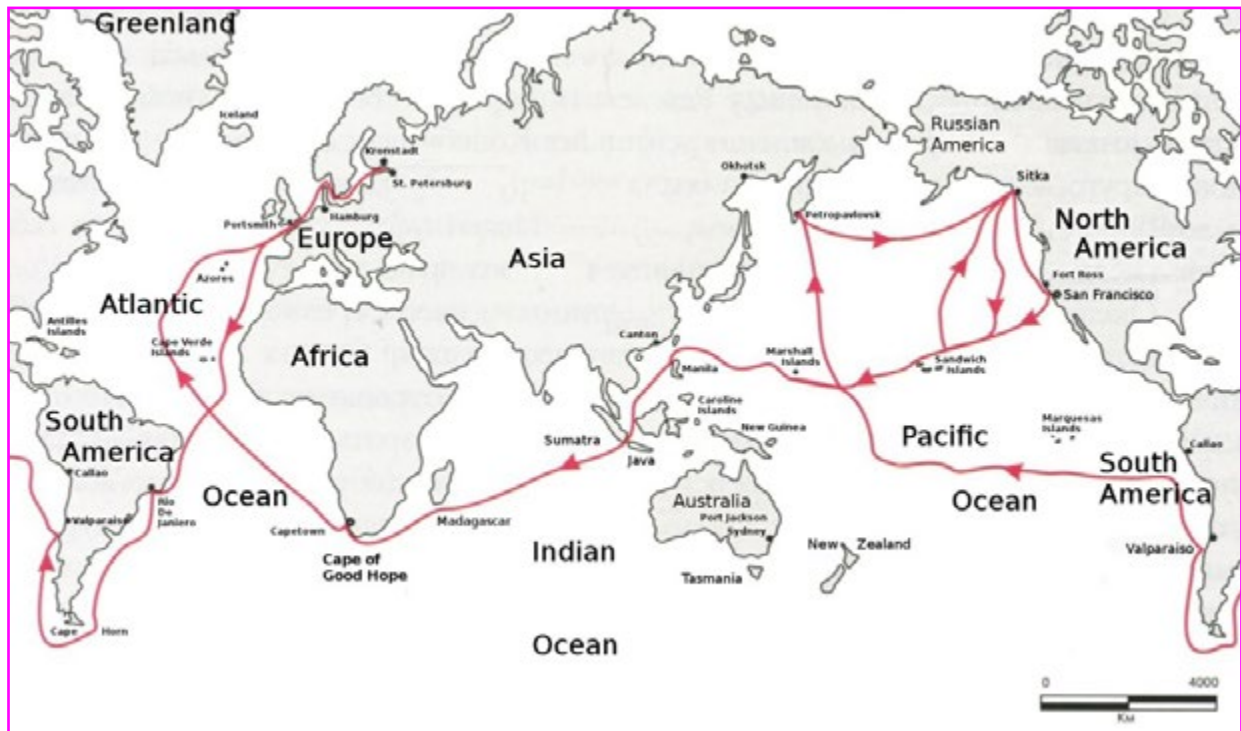 Greenland
Iceland
Kronstadt
St. Petersburg
Okhotsk
Russian
America
Sitka
Portsmith
Hamburg
Europe
Petropavlovsk
North
America
Azores
Asia
Fort Ross
San Francisco
Atlantic
Antilles
Islands
Cape Verde
Islands
Africa
Canton
Manila
Marshall
Islands
Sandwich
Islands
Caroline
Islands
New Guinea
South
America
Callao
Sumatra
Java
Pacific
Marquesas
Islands
Callao
South
America
Ocean
Rio
De
Janiero
Valparaiso
Capetown
Madagascar
Australia
Port Jackson
Sydney
Ocean
Cape of
Good Hope
Indian
New Zealand
Valparaiso
Tasmania
Cape Horn
Ocean
0 4000
Км